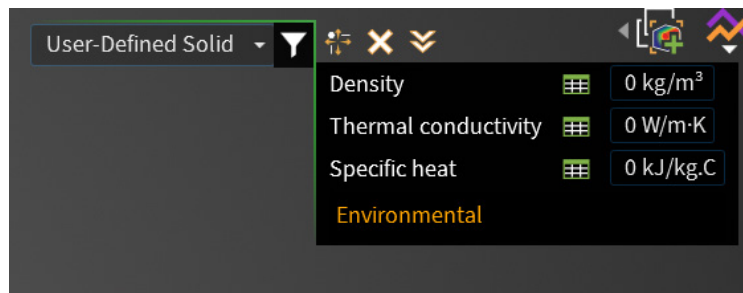 User-Defined Solid
Density 0 kg/m³
Thermal conductivity 0 W/m·K
Specific heat 0 kJ/kg.C
Environmental